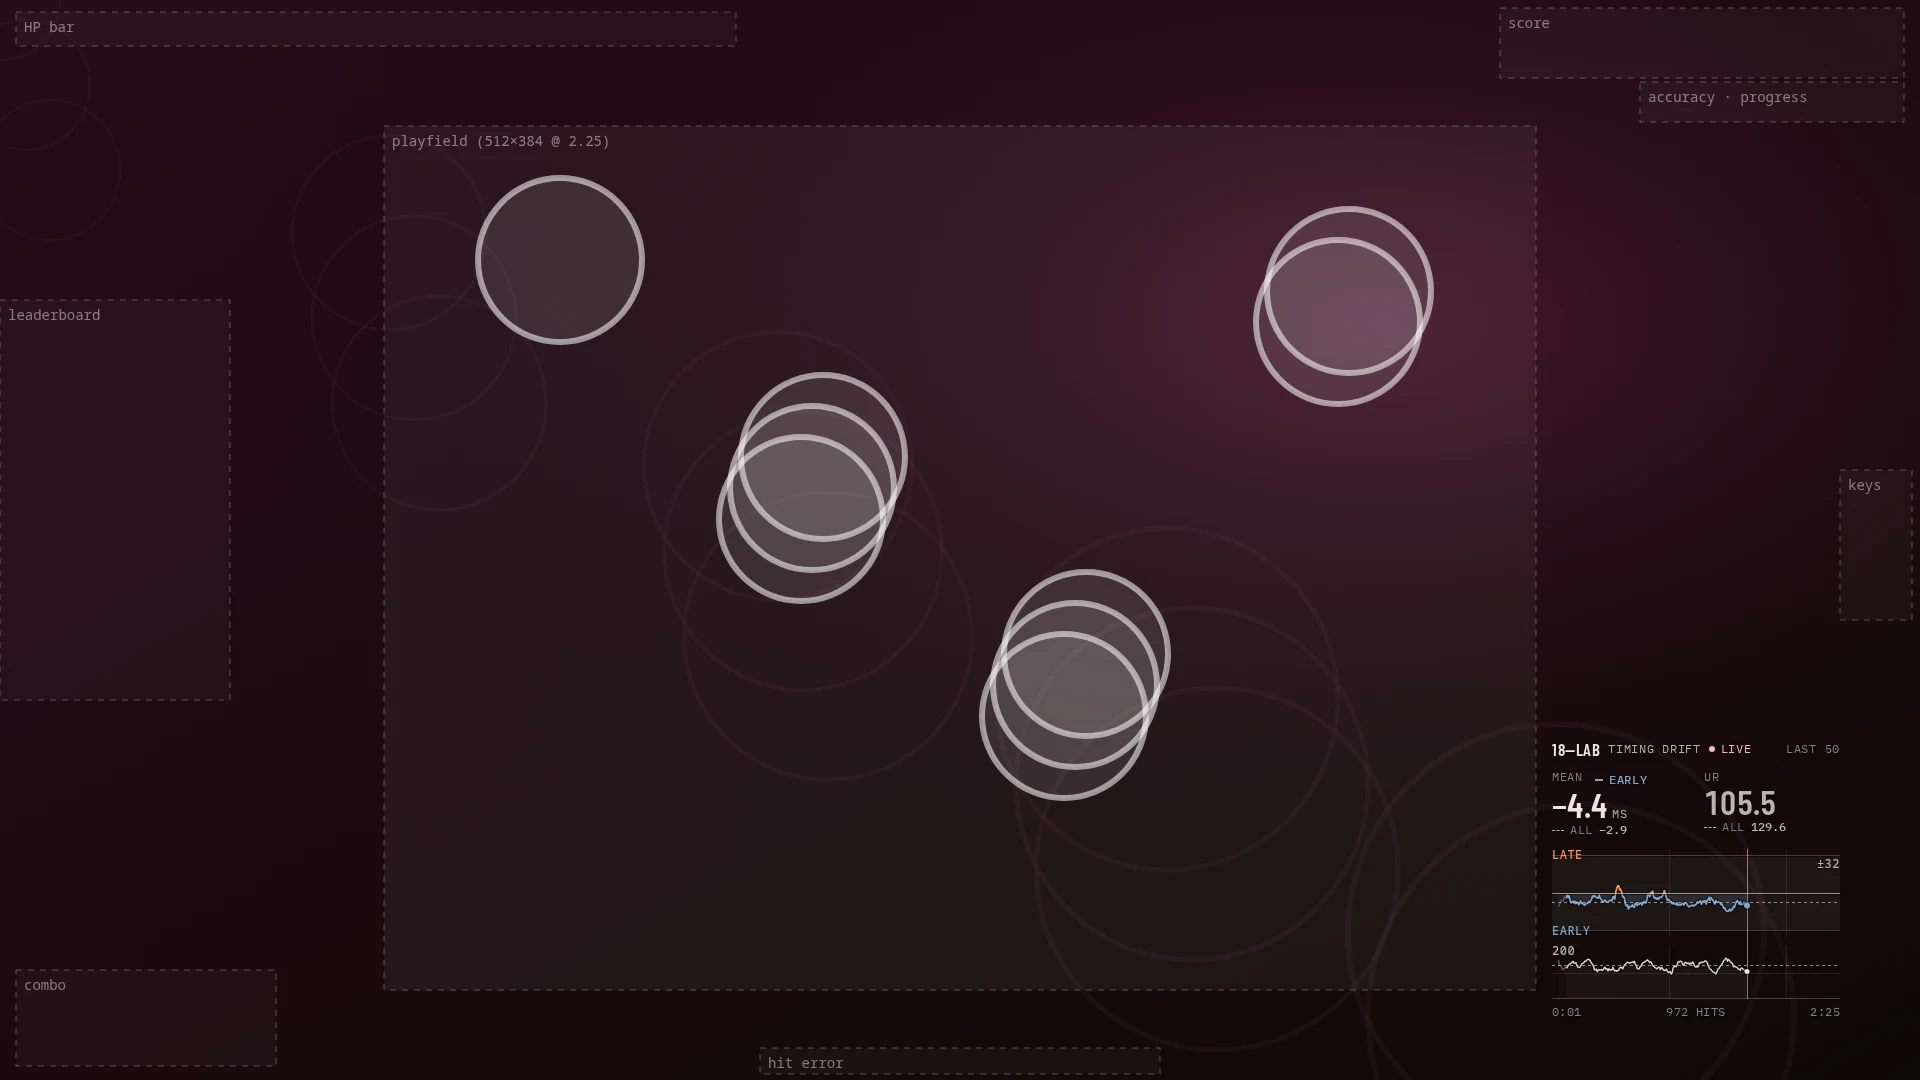 HP bar
score
accuracy · progress
playfield (512×384 @ 2.25)
leaderboard
keys
18—LAB TIMING DRIFT LIVE LAST 50
MEAN EARLY UR
−4.4 MS 105.5
ALL −2.9 ALL 129.6
LATE
±32
EARLY
200
0:01 972 HITS 2:25
combo
hit error